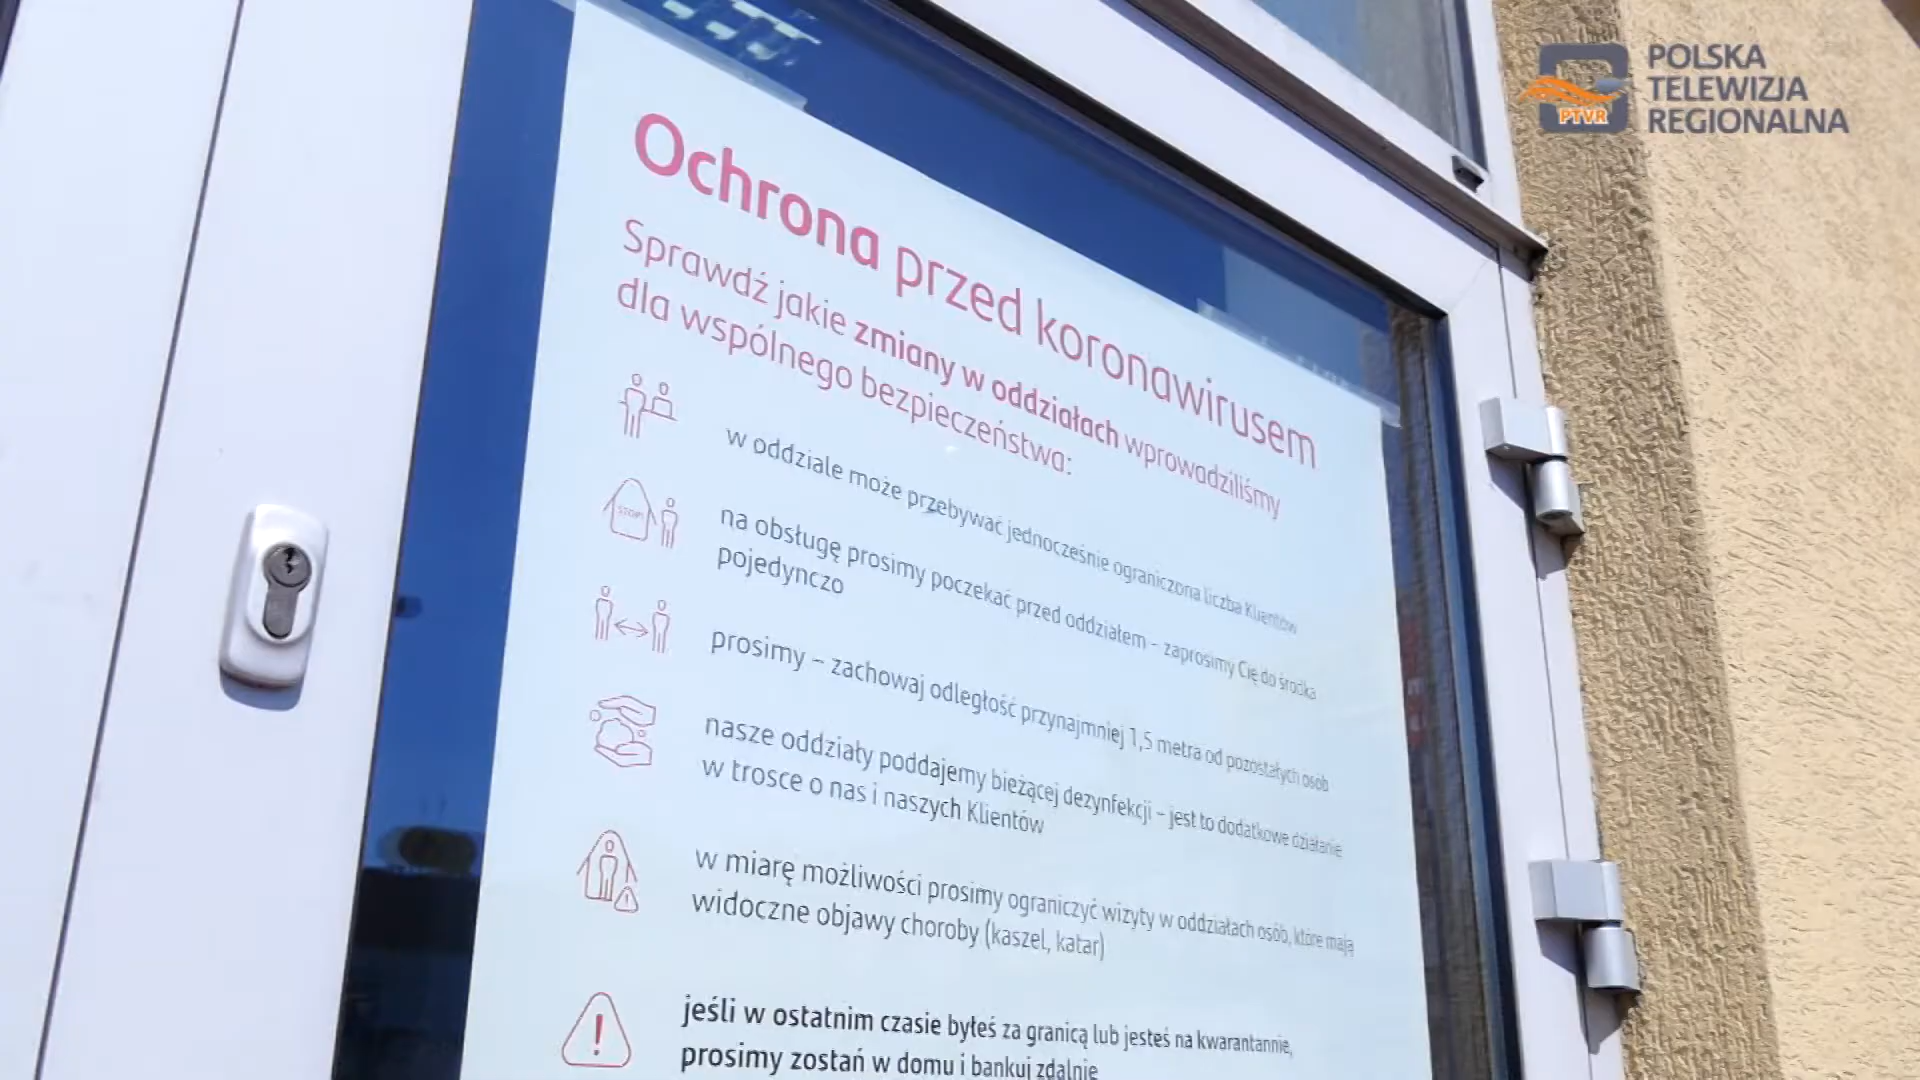 POLSKA
TELEWIZJA
REGIONALNA
PTVR
Ochrona przed koronawirusem
Sprawdź jakie zmiany w oddziałach wprowadziliśmy
dla wspólnego bezpieczeństwa:
w oddziale może przebywać jednocześnie ograniczona liczba Klientów
STOP!
na obsługę prosimy poczekać przed oddziałem – zaprosimy Cię do środka
pojedynczo
prosimy – zachowaj odległość przynajmniej 1,5 metra od pozostałych osób
nasze oddziały poddajemy bieżącej dezynfekcji – jest to dodatkowe działanie
w trosce o nas i naszych Klientów
w miarę możliwości prosimy ograniczyć wizyty w oddziałach osób, które mają
widoczne objawy choroby (kaszel, katar)
jeśli w ostatnim czasie byłeś za granicą lub jesteś na kwarantannie,
prosimy zostań w domu i bankuj zdalnie